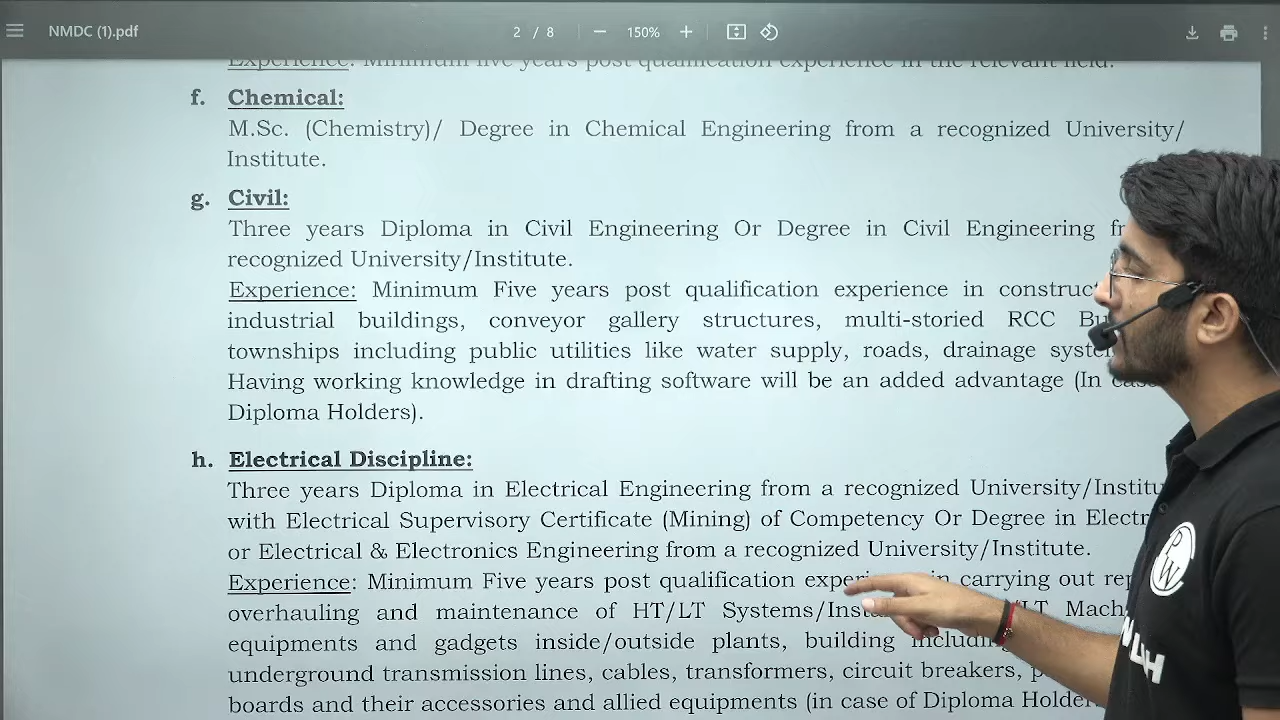 NMDC (1).pdf
2 / 8
150%
Experience: Minimum five years post qualification experience in the relevant field.
f. Chemical:
M.Sc. (Chemistry)/ Degree in Chemical Engineering from a recognized University/
Institute.
g. Civil:
Three years Diploma in Civil Engineering Or Degree in Civil Engineering
recognized University/Institute.
Experience: Minimum Five years post qualification experience in
industrial buildings, conveyor gallery structures, multi-storied RCC
townships including public utilities like water supply, roads, drainage
Having working knowledge in drafting software will be an added advantage (In
Diploma Holders).
h. Electrical Discipline:
Three years Diploma in Electrical Engineering from a recognized
with Electrical Supervisory Certificate (Mining) of Competency Or Degree in
or Electrical & Electronics Engineering from a recognized University/Institute.
Experience: Minimum Five years post qualification in carrying out
overhauling and maintenance of HT/LT
equipments and gadgets inside/outside plants, building
underground transmission lines, cables, transformers, circuit breakers,
boards and their accessories and allied equipments (in case of Diploma
PW